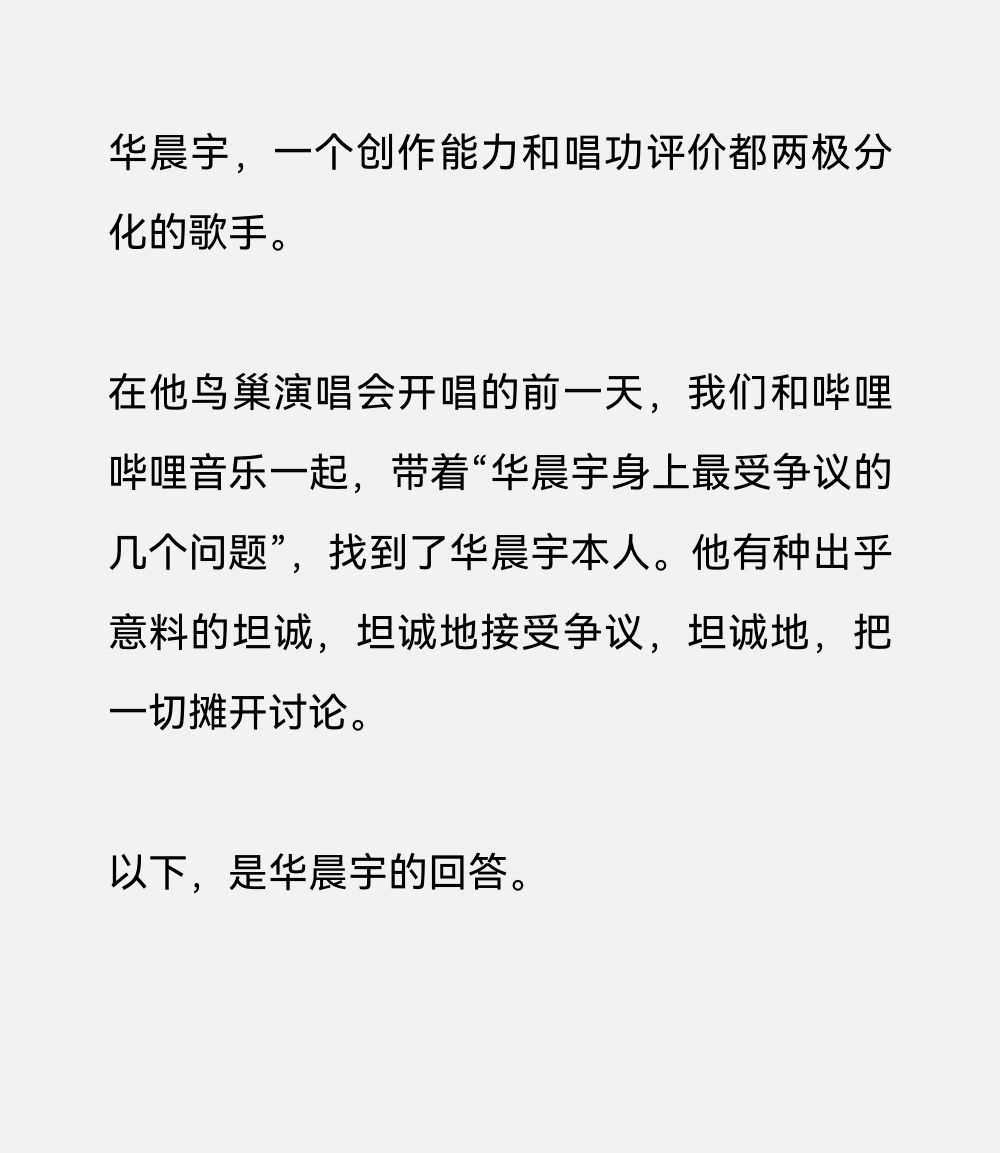 华晨宇，一个创作能力和唱功评价都两极分
化的歌手。
在他鸟巢演唱会开唱的前一天，我们和哔哩
哔哩音乐一起，带着“华晨宇身上最受争议的
几个问题”，找到了华晨宇本人。他有种出乎
意料的坦诚，坦诚地接受争议，坦诚地，把
一切摊开讨论。
以下，是华晨宇的回答。